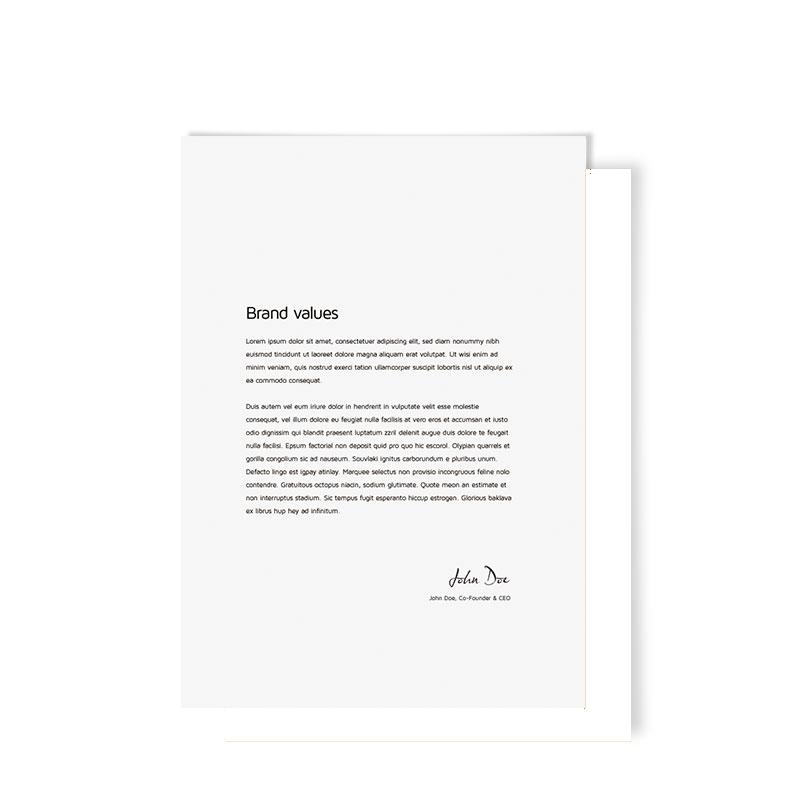 Brand values
Lorem ipsum dolor sit amet, consectetuer adipiscing elit, sed diam nonummy nibh
euismod tincidunt ut laoreet dolore magna aliquam erat volutpat. Ut wisi enim ad
minim veniam, quis nostrud exerci tation ullamcorper suscipit lobortis nisl ut aliquip ex
ea commodo consequat.
Duis autem vel eum iriure dolor in hendrerit in vulputate velit esse molestie
consequat, vel illum dolore eu feugiat nulla facilisis at vero eros et accumsan et iusto
odio dignissim qui blandit praesent luptatum zzril delenit augue duis dolore te feugait
nulla facilisi. Epsum factorial non deposit quid pro quo hic escorol. Olypian quarrels et
gorilla congolium sic ad nauseum. Souvlaki ignitus carborundum e pluribus unum.
Defacto lingo est igpay atinlay. Marquee selectus non provisio incongruous feline nolo
contendre. Gratuitous octopus niacin, sodium glutimate. Quote meon an estimate et
non interruptus stadium. Sic tempus fugit esperanto hiccup estrogen. Glorious baklava
ex librus hup hey ad infinitum.
John Doe
John Doe, Co-Founder & CEO